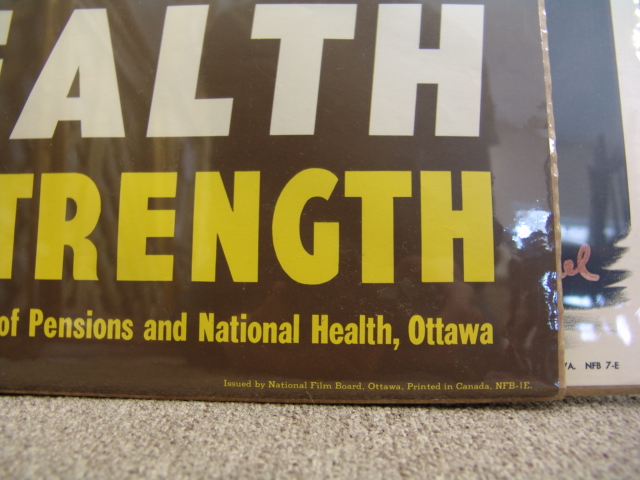 EALTH
TRENGTH
of Pensions and National Health, Ottawa
Issued by National Film Board, Ottawa. Printed in Canada, NFB-1E.
el
A. NFB 7-E